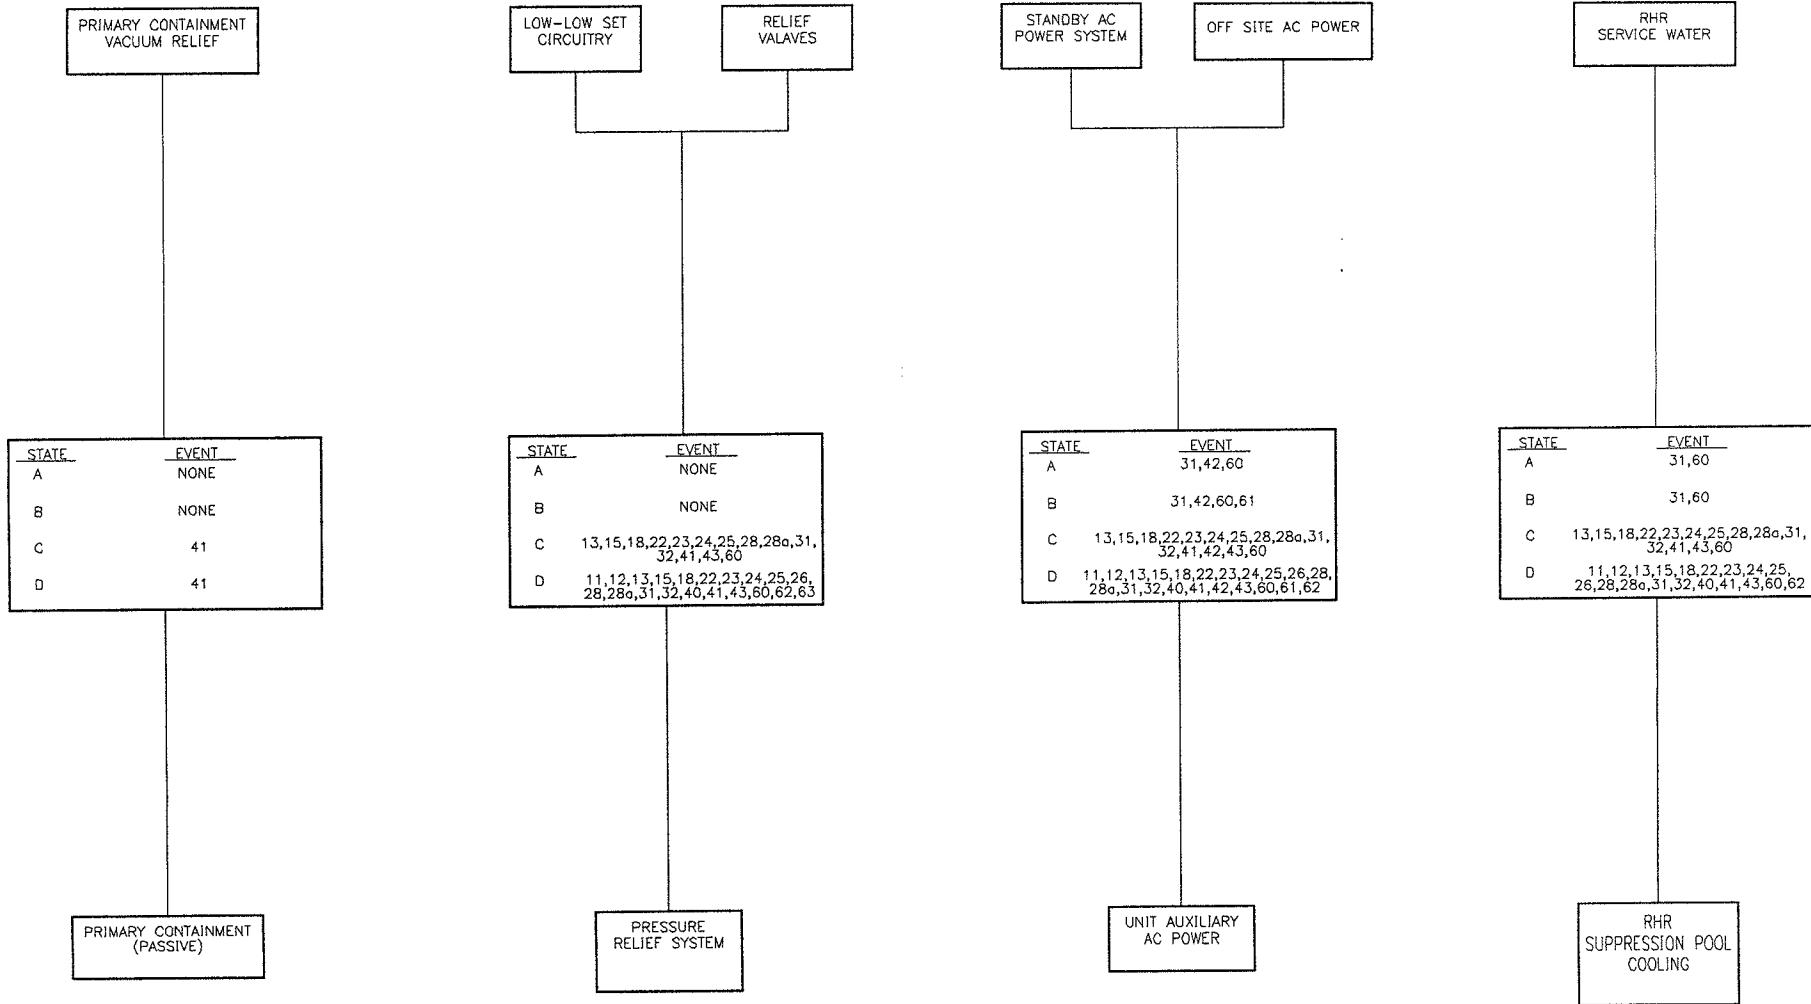 PRIMARY CONTAINMENT
VACUUM RELIEF
LOW-LOW SET
CIRCUITRY
RELIEF
VALAVES
STANDBY AC
POWER SYSTEM
OFF SITE AC POWER
RHR
SERVICE WATER
STATE EVENT
A NONE
B NONE
C 41
D 41
STATE EVENT
A NONE
B NONE
C 13,15,18,22,23,24,25,28,28a,31,
32,41,43,60
D 11,12,13,15,18,22,23,24,25,26,
28,28a,31,32,40,41,43,60,62,63
STATE EVENT
A 31,42,60
B 31,42,60,61
C 13,15,18,22,23,24,25,28,28a,31,
32,41,42,43,60
D 11,12,13,15,18,22,23,24,25,26,28,
28a,31,32,40,41,42,43,60,61,62
STATE EVENT
A 31,60
B 31,60
C 13,15,18,22,23,24,25,28,28a,31,
32,41,43,60
D 11,12,13,15,18,22,23,24,25,
26,28,28a,31,32,40,41,43,60,62
PRIMARY CONTAINMENT
(PASSIVE)
PRESSURE
RELIEF SYSTEM
UNIT AUXILIARY
AC POWER
RHR
SUPPRESSION POOL
COOLING